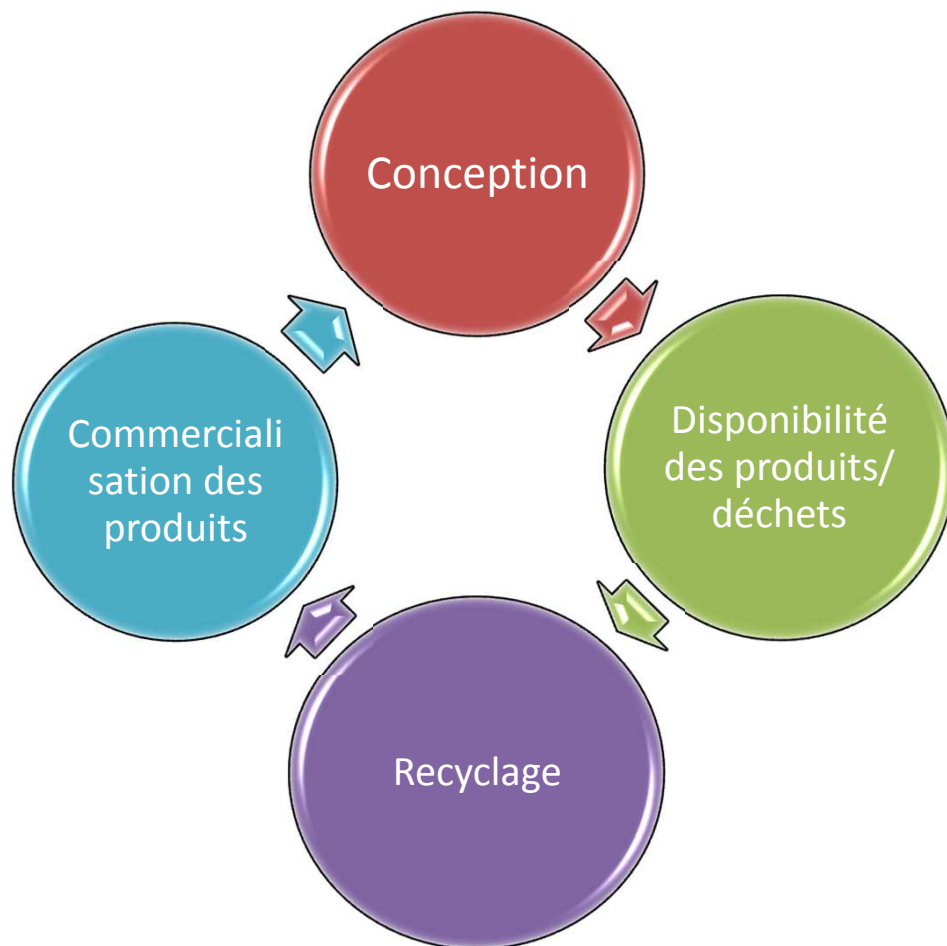 Conception
Disponibilité
des produits/
déchets
Recyclage
Commerciali
sation des
produits